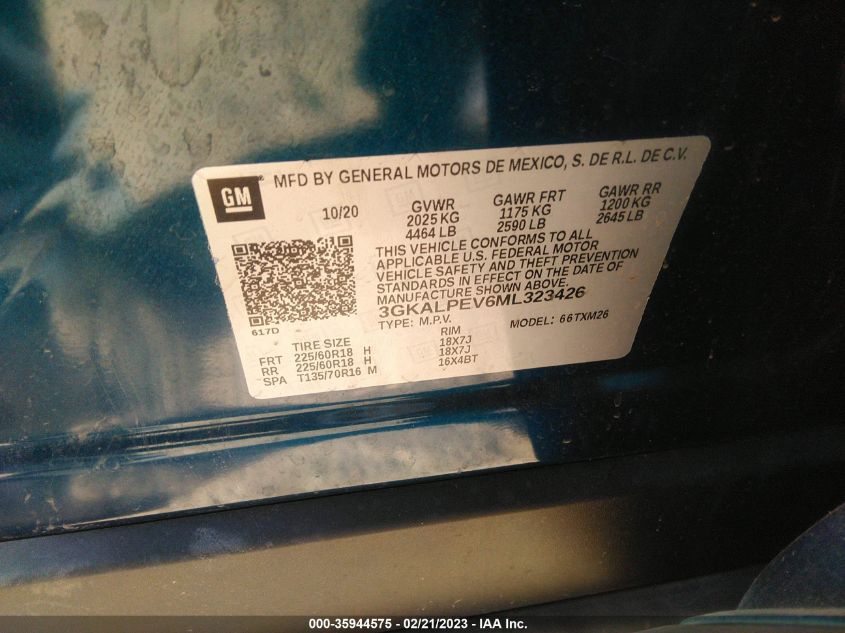 GM® MFD BY GENERAL MOTORS DE MEXICO, S. DE R.L. DE C.V.
10/20 GVWR GAWR FRT GAWR RR
2025 KG 1175 KG 1200 KG
4464 LB 2590 LB 2645 LB
THIS VEHICLE CONFORMS TO ALL
APPLICABLE U.S. FEDERAL MOTOR
VEHICLE SAFETY AND THEFT PREVENTION
STANDARDS IN EFFECT ON THE DATE OF
MANUFACTURE SHOWN ABOVE.
3GKALPEV6ML323426
617D TYPE: M.P.V. MODEL: 66TXM26
TIRE SIZE RIM
FRT 225/60R18 H 18X7J
RR 225/60R18 H 18X7J
SPA T135/70R16 M 16X4BT
000-35944575 - 02/21/2023 - IAA Inc.